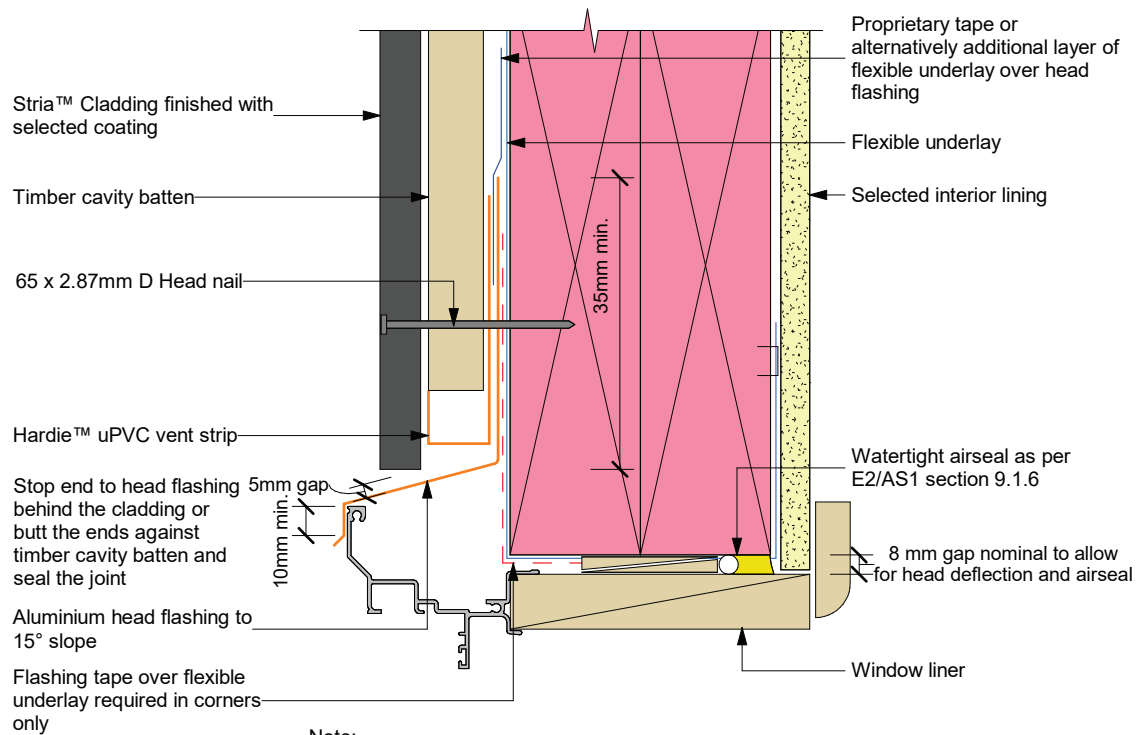 Proprietary tape or
alternatively additional layer of
flexible underlay over head
flashing
Stria™ Cladding finished with
selected coating
Flexible underlay
Timber cavity batten
Selected interior lining
35mm min.
65 x 2.87mm D Head nail
Hardie™ uPVC vent strip
Watertight airseal as per
E2/AS1 section 9.1.6
Stop end to head flashing
behind the cladding or
butt the ends against
timber cavity batten and
seal the joint
5mm gap
10mm min.
8 mm gap nominal to allow
for head deflection and airseal
Aluminium head flashing to
15° slope
Window liner
Flashing tape over flexible
underlay required in corners
only
Note: